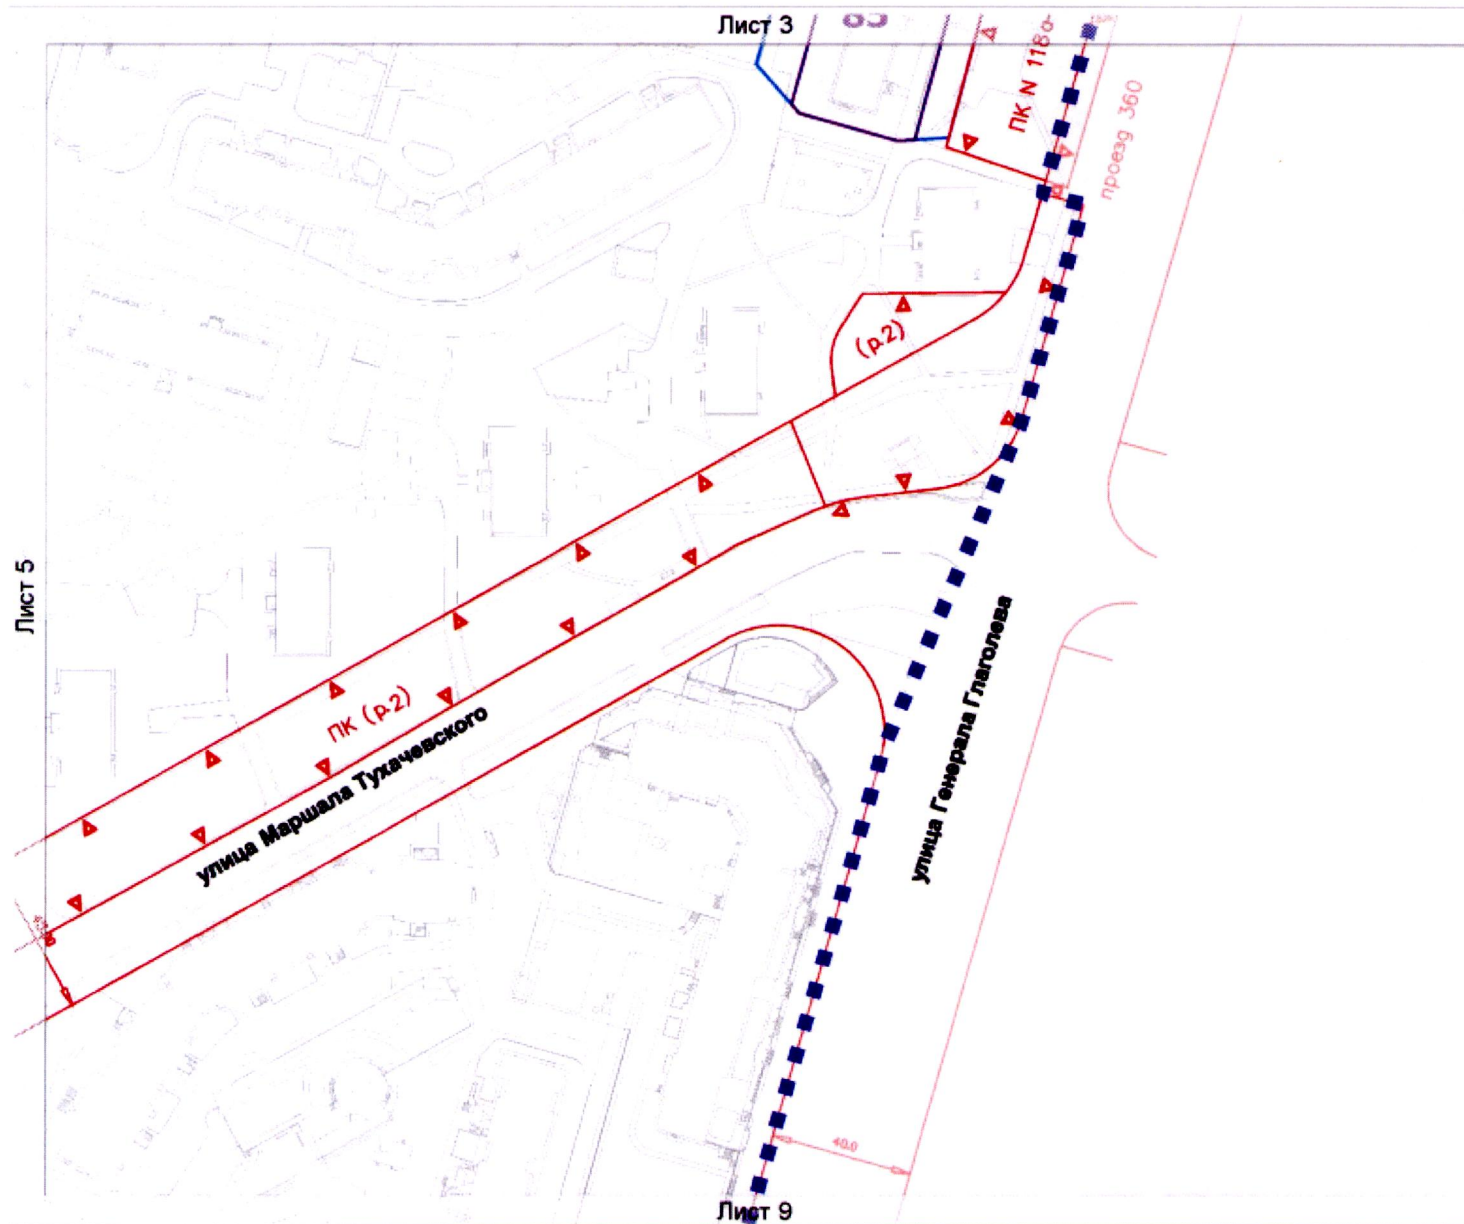 Лист 3
ПК N 118а
проезд 360
(р.2)
Лист 5
ПК (р.2)
улица Маршала Тухачевского
улица Генерала Глаголева
40.0
Лист 9